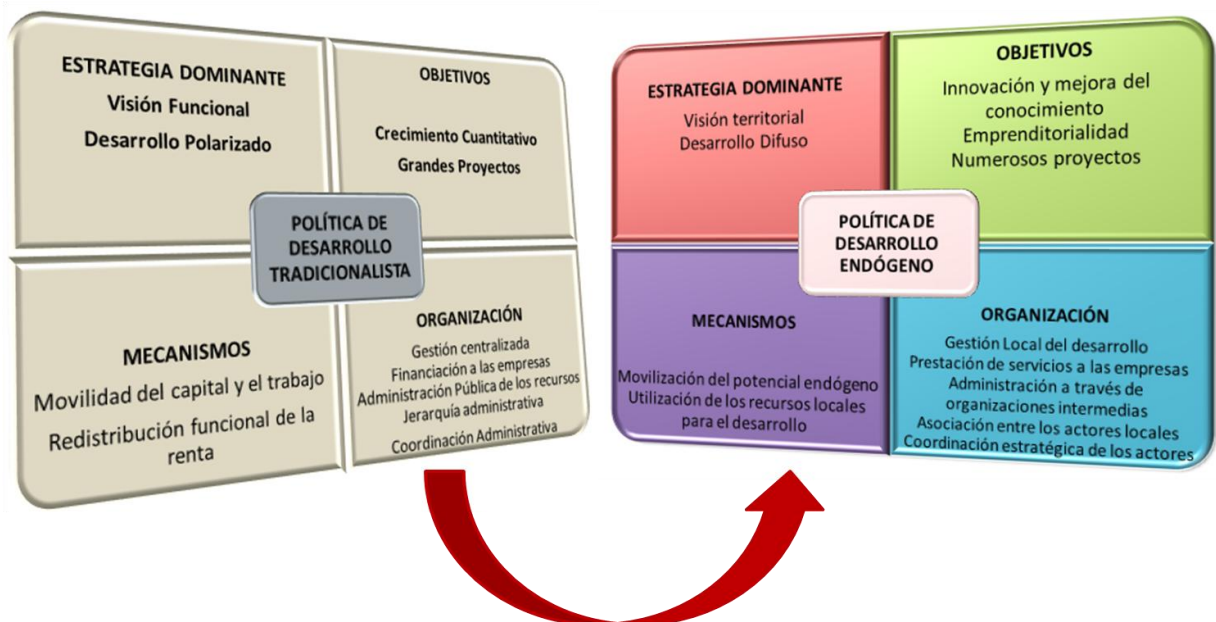 ESTRATEGIA DOMINANTE
Visión Funcional
Desarrollo Polarizado
OBJETIVOS
Crecimiento Cuantitativo
Grandes Proyectos
POLÍTICA DE
DESARROLLO
TRADICIONALISTA
MECANISMOS
Movilidad del capital y el trabajo
Redistribución funcional de la
renta
ORGANIZACIÓN
Gestión centralizada
Financiación a las empresas
Administración Pública de los recursos
Jerarquía administrativa
Coordinación Administrativa
ESTRATEGIA DOMINANTE
Visión territorial
Desarrollo Difuso
OBJETIVOS
Innovación y mejora del
conocimiento
Emprenditorialidad
Numerosos proyectos
POLÍTICA DE
DESARROLLO
ENDÓGENO
MECANISMOS
Movilización del potencial endógeno
Utilización de los recursos locales
para el desarrollo
ORGANIZACIÓN
Gestión Local del desarrollo
Prestación de servicios a las empresas
Administración a través de
organizaciones intermedias
Asociación entre los actores locales
Coordinación estratégica de los actores